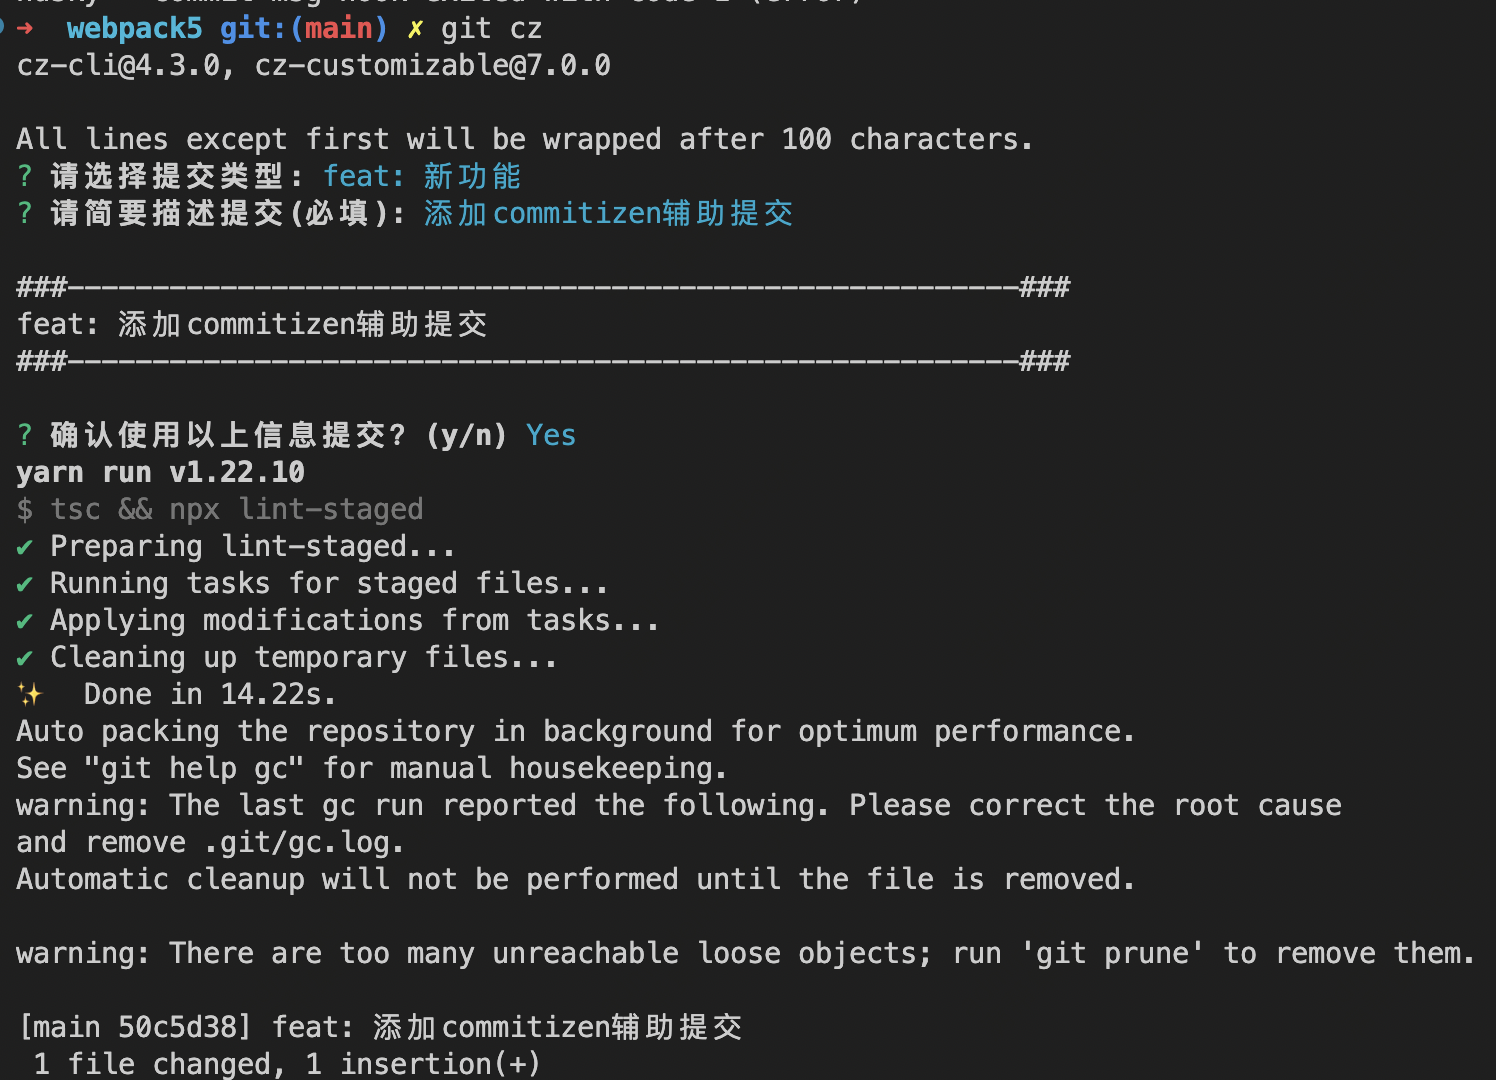 ➜ webpack5 git:(main) ✗ git cz
cz-cli@4.3.0, cz-customizable@7.0.0
All lines except first will be wrapped after 100 characters.
? 请选择提交类型: feat: 新功能
? 请简要描述提交(必填): 添加commitizen辅助提交
###--------------------------------------------------------###
feat: 添加commitizen辅助提交
###--------------------------------------------------------###
? 确认使用以上信息提交? (y/n) Yes
yarn run v1.22.10
$ tsc && npx lint-staged
✔ Preparing lint-staged...
✔ Running tasks for staged files...
✔ Applying modifications from tasks...
✔ Cleaning up temporary files...
✨ Done in 14.22s.
Auto packing the repository in background for optimum performance.
See "git help gc" for manual housekeeping.
warning: The last gc run reported the following. Please correct the root cause
and remove .git/gc.log.
Automatic cleanup will not be performed until the file is removed.
warning: There are too many unreachable loose objects; run 'git prune' to remove them.
[main 50c5d38] feat: 添加commitizen辅助提交
1 file changed, 1 insertion(+)